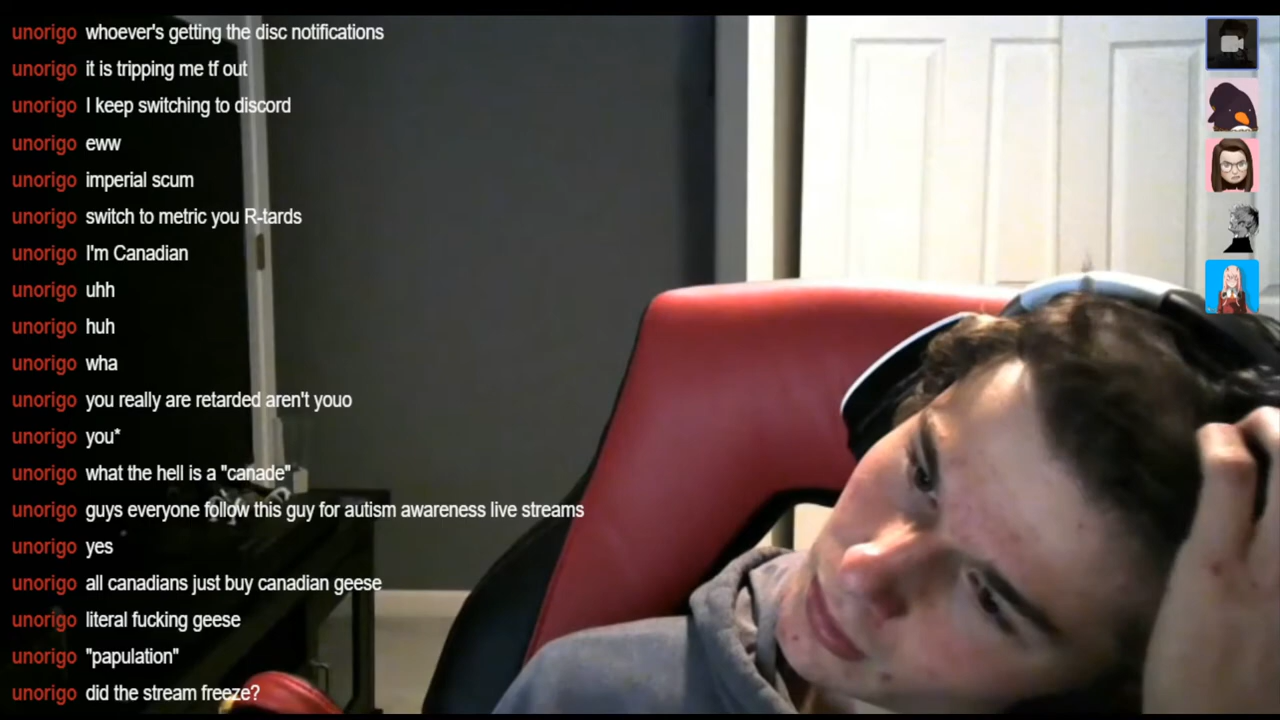 unorigo whoever's getting the disc notifications
unorigo it is tripping me tf out
unorigo I keep switching to discord
unorigo eww
unorigo imperial scum
unorigo switch to metric you R-tards
unorigo I'm Canadian
unorigo uhh
unorigo huh
unorigo wha
unorigo you really are retarded aren't youo
unorigo you*
unorigo what the hell is a "canade"
unorigo guys everyone follow this guy for autism awareness live streams
unorigo yes
unorigo all canadians just buy canadian geese
unorigo literal fucking geese
unorigo "papulation"
unorigo did the stream freeze?